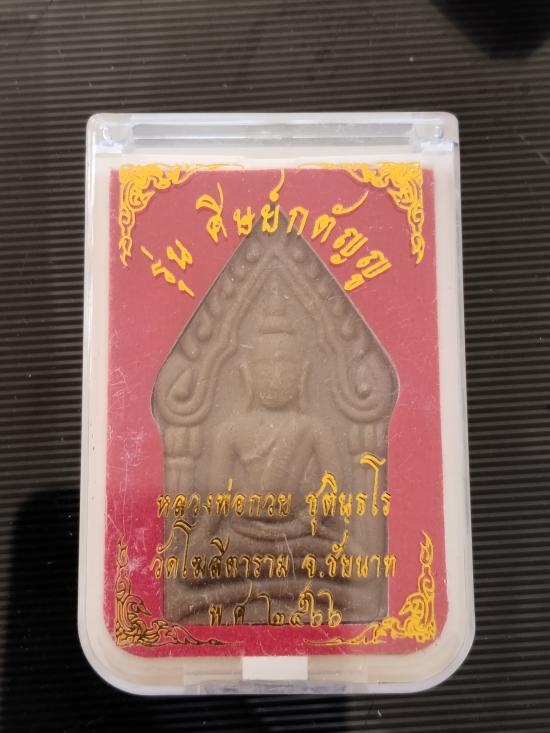 รุ่น ศิษย์กตัญญู
หลวงพ่อกวย ชุตินฺธโร
วัดโฆสิตาราม จ.ชัยนาท
พ.ศ.๒๕๖๖